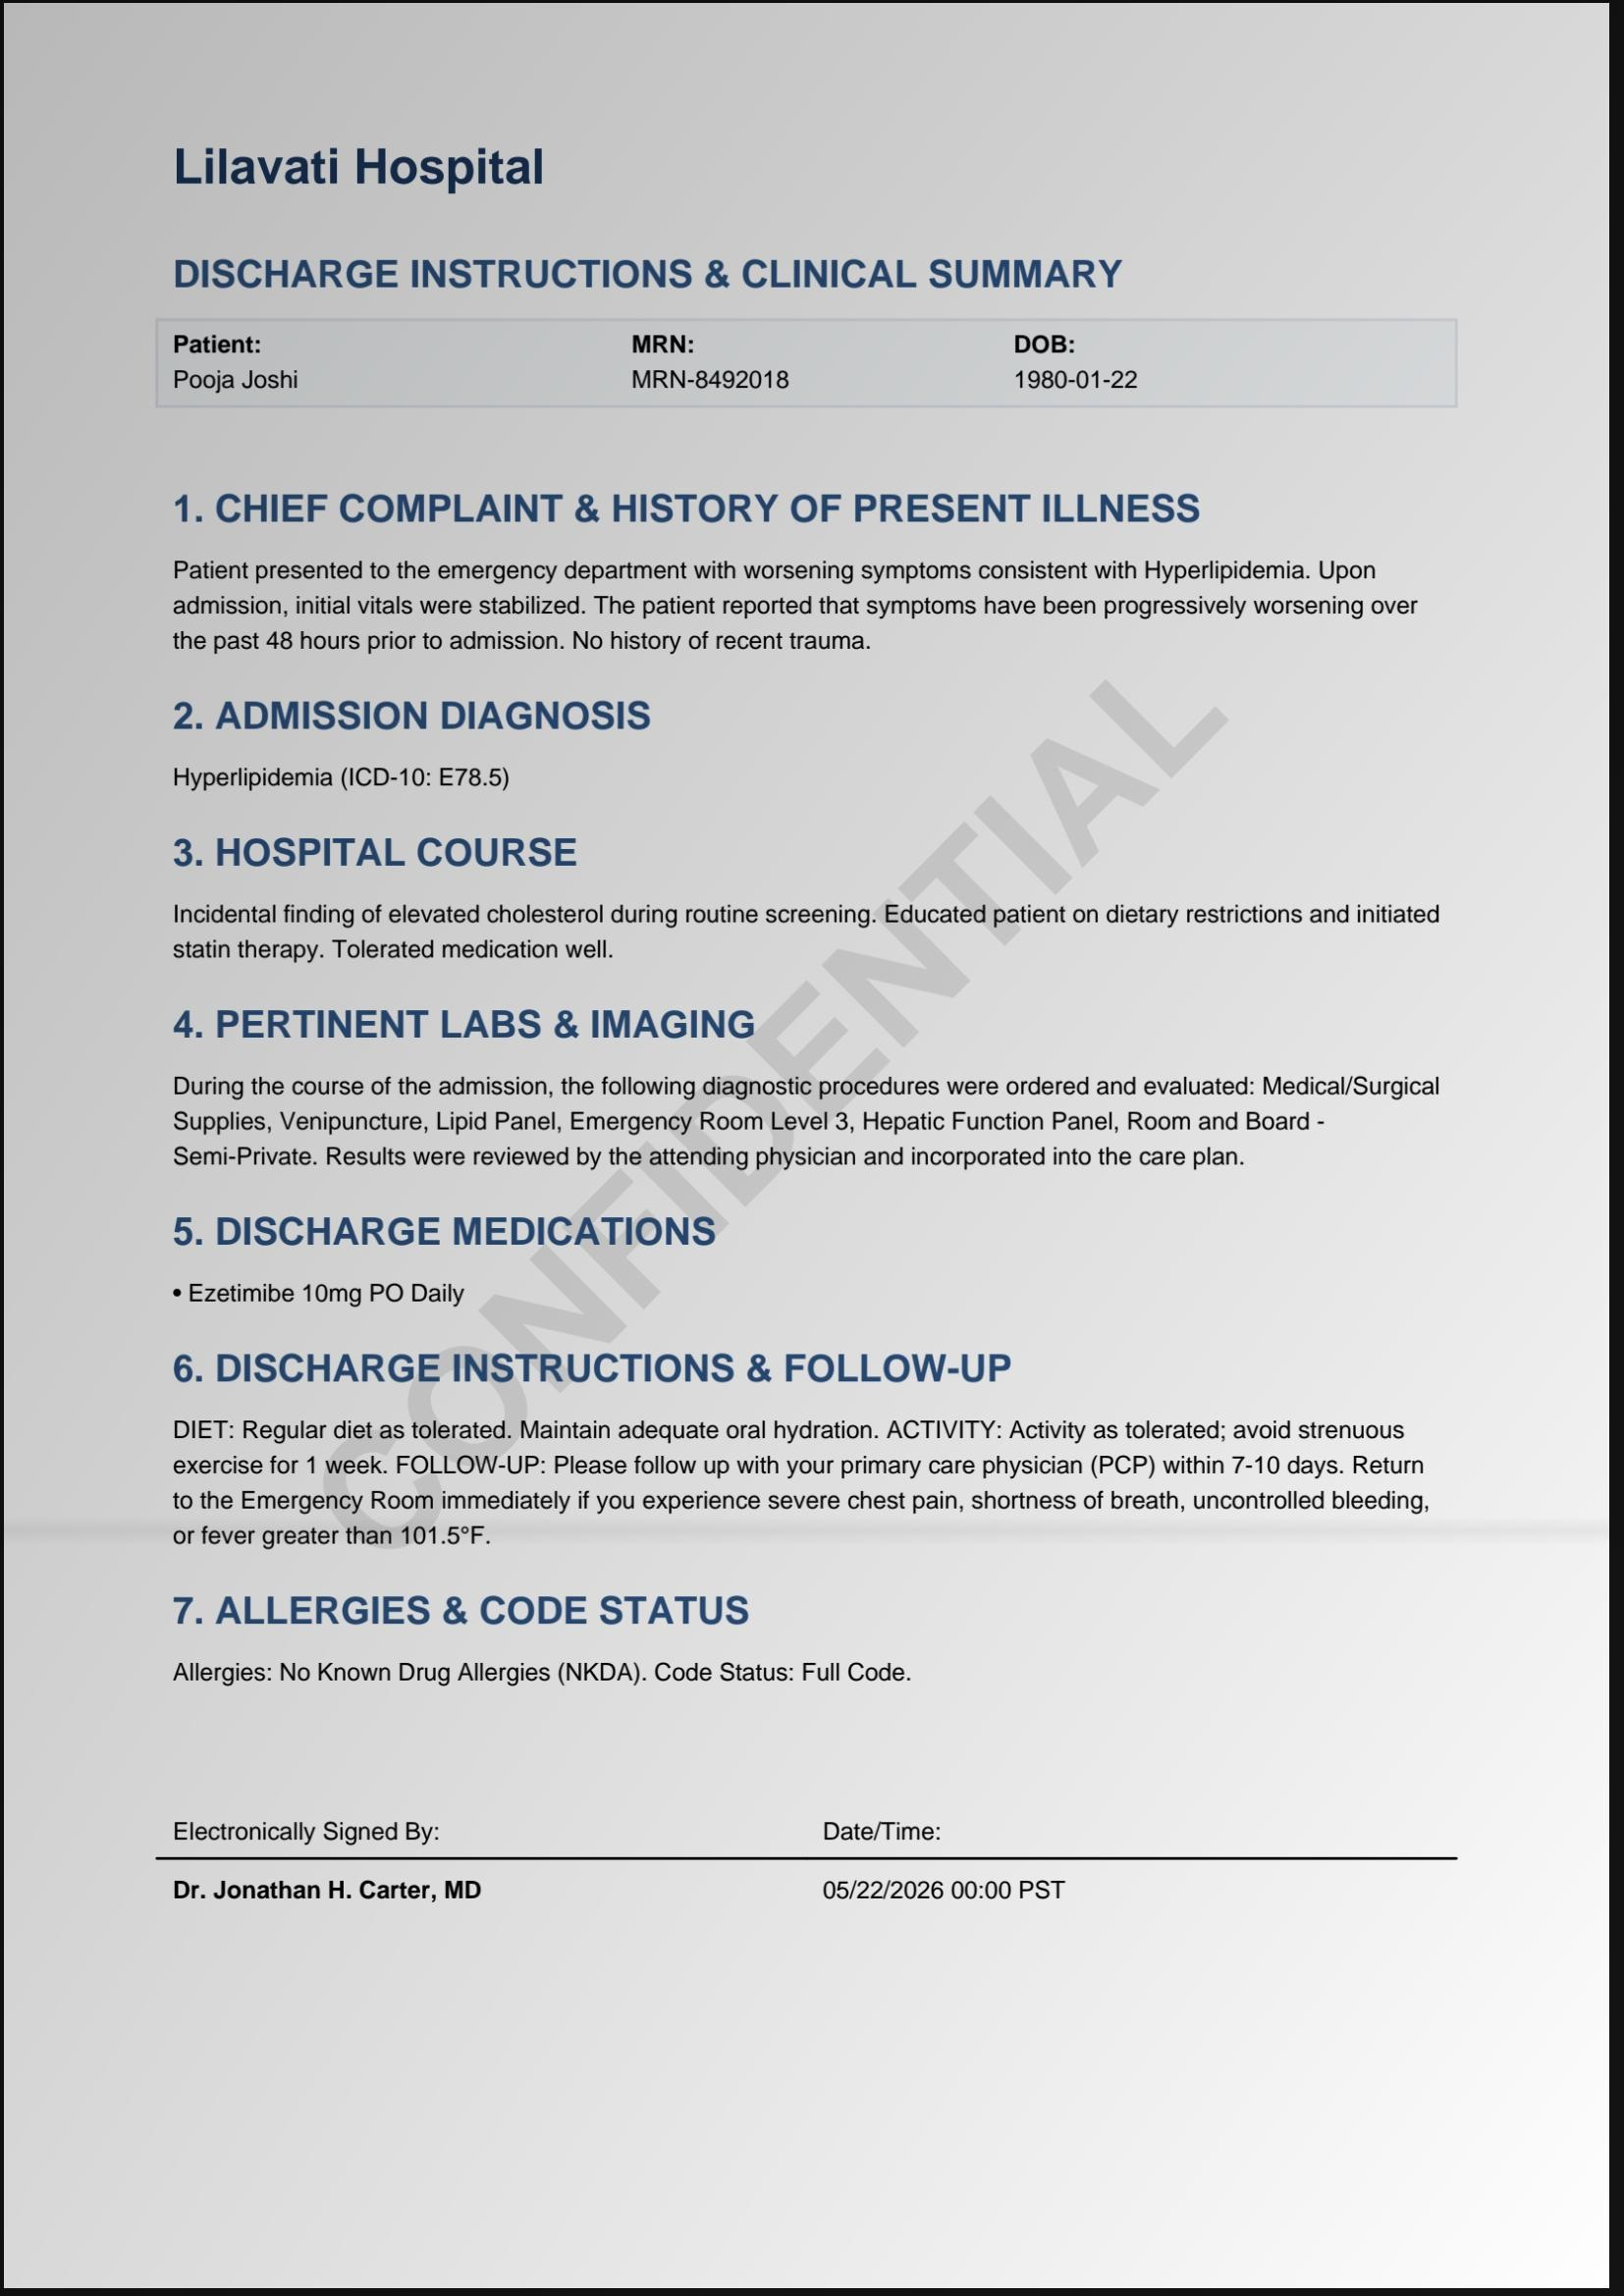 Lilavati Hospital
DISCHARGE INSTRUCTIONS & CLINICAL SUMMARY
Patient: MRN: DOB:
Pooja Joshi MRN-8492018 1980-01-22
1. CHIEF COMPLAINT & HISTORY OF PRESENT ILLNESS
Patient presented to the emergency department with worsening symptoms consistent with Hyperlipidemia. Upon
admission, initial vitals were stabilized. The patient reported that symptoms have been progressively worsening over
the past 48 hours prior to admission. No history of recent trauma.
2. ADMISSION DIAGNOSIS
Hyperlipidemia (ICD-10: E78.5)
3. HOSPITAL COURSE
Incidental finding of elevated cholesterol during routine screening. Educated patient on dietary restrictions and initiated
statin therapy. Tolerated medication well.
4. PERTINENT LABS & IMAGING
During the course of the admission, the following diagnostic procedures were ordered and evaluated: Medical/Surgical
Supplies, Venipuncture, Lipid Panel, Emergency Room Level 3, Hepatic Function Panel, Room and Board -
Semi-Private. Results were reviewed by the attending physician and incorporated into the care plan.
5. DISCHARGE MEDICATIONS
• Ezetimibe 10mg PO Daily
6. DISCHARGE INSTRUCTIONS & FOLLOW-UP
DIET: Regular diet as tolerated. Maintain adequate oral hydration. ACTIVITY: Activity as tolerated; avoid strenuous
exercise for 1 week. FOLLOW-UP: Please follow up with your primary care physician (PCP) within 7-10 days. Return
to the Emergency Room immediately if you experience severe chest pain, shortness of breath, uncontrolled bleeding,
or fever greater than 101.5°F.
7. ALLERGIES & CODE STATUS
Allergies: No Known Drug Allergies (NKDA). Code Status: Full Code.
Electronically Signed By: Date/Time:
Dr. Jonathan H. Carter, MD 05/22/2026 00:00 PST
CONFIDENTIAL